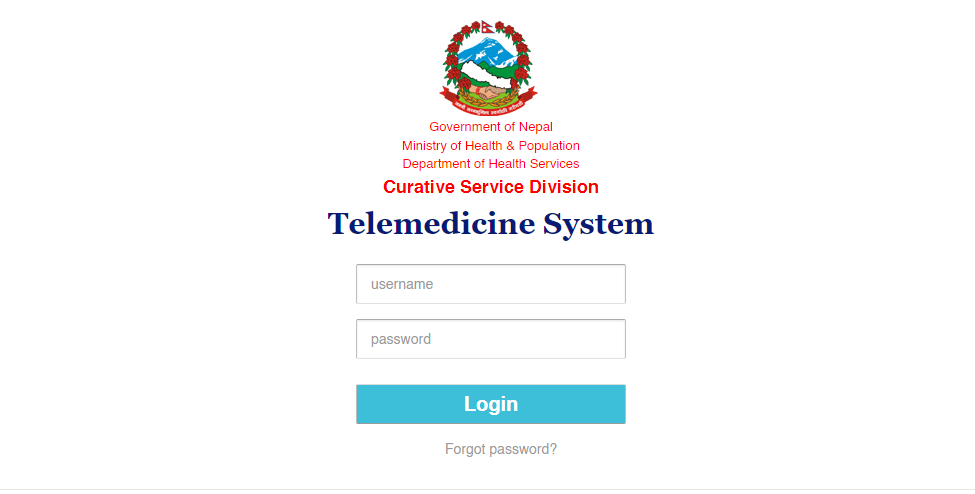 Government of Nepal
Ministry of Health & Population
Department of Health Services
Curative Service Division
Telemedicine System
username
password
Login
Forgot password?